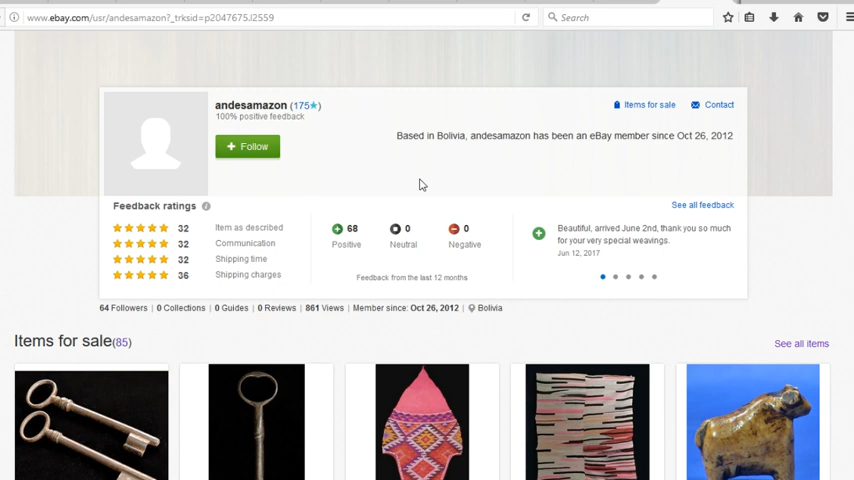 www.ebay.com/usr/andesamazon?_trksid=p2047675.l2559
Search
andesamazon (175★)
100% positive feedback
+ Follow
Items for sale
Contact
Based in Bolivia, andesamazon has been an eBay member since Oct 26, 2012
Feedback ratings
See all feedback
32 Item as described
32 Communication
32 Shipping time
36 Shipping charges
68
Positive
0
Neutral
0
Negative
Feedback from the last 12 months
Beautiful, arrived June 2nd, thank you so much
for your very special weavings.
Jun 12, 2017
64 Followers | 0 Collections | 0 Guides | 0 Reviews | 861 Views | Member since: Oct 26, 2012 | Bolivia
Items for sale(85)
See all items